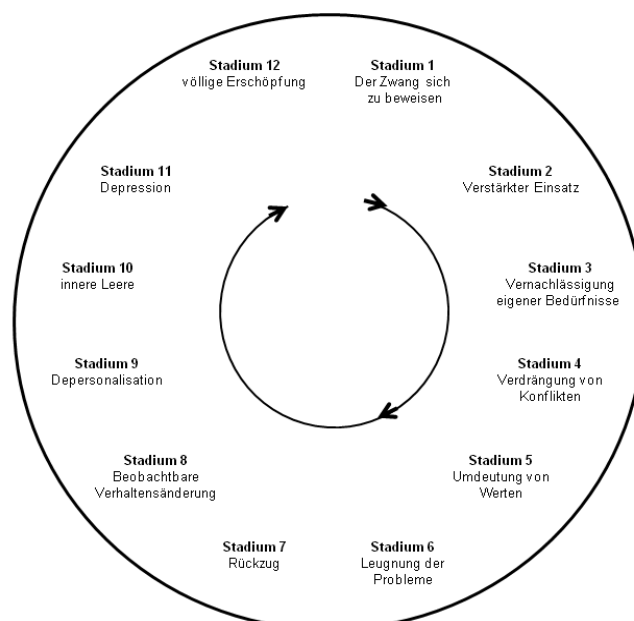 Stadium 1
Der Zwang sich
zu beweisen
Stadium 2
Verstärkter Einsatz
Stadium 3
Vernachlässigung
eigener Bedürfnisse
Stadium 4
Verdrängung von
Konflikten
Stadium 5
Umdeutung von
Werten
Stadium 6
Leugnung der
Probleme
Stadium 7
Rückzug
Stadium 8
Beobachtbare
Verhaltensänderung
Stadium 9
Depersonalisation
Stadium 10
innere Leere
Stadium 11
Depression
Stadium 12
völlige Erschöpfung